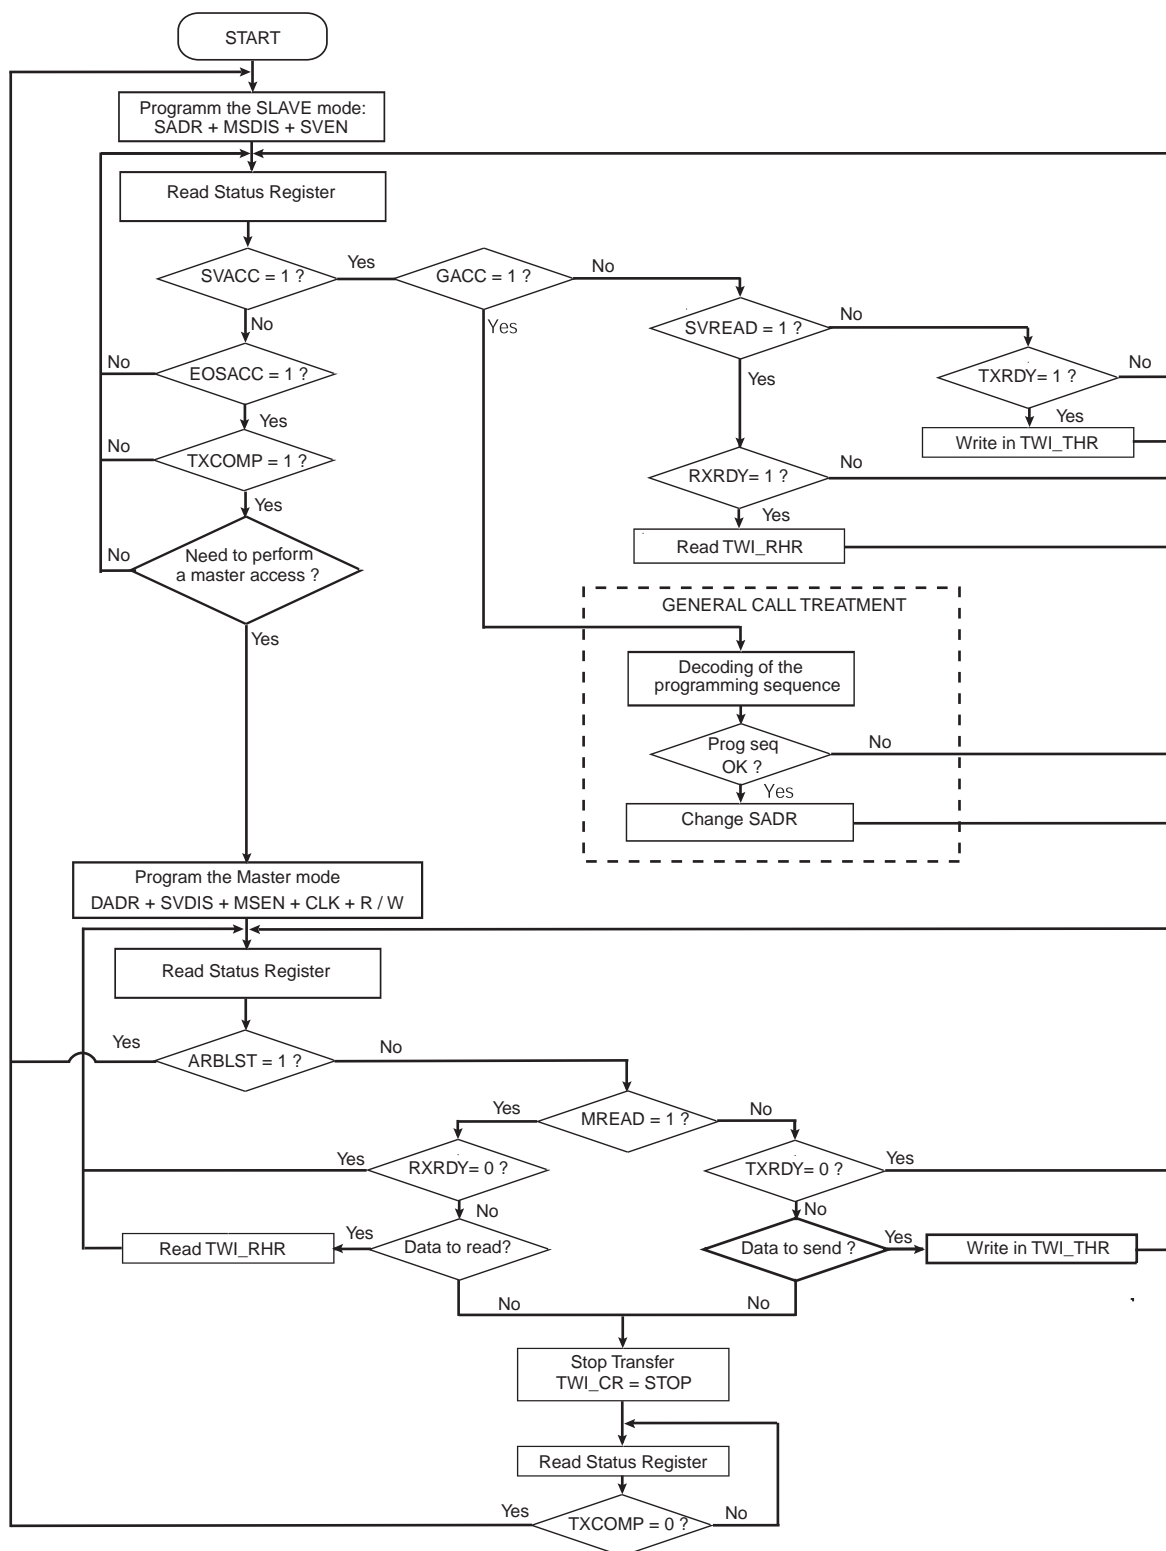 START
Programm the SLAVE mode:
SADR + MSDIS + SVEN
Read Status Register
SVACC = 1 ?
Yes
GACC = 1 ?
No
No
Yes
SVREAD = 1 ?
No
No
EOSACC = 1 ?
Yes
TXRDY= 1 ?
No
Yes
Yes
Write in TWI_THR
No
TXCOMP = 1 ?
RXRDY= 1 ?
No
Yes
Yes
Read TWI_RHR
No
Need to perform
a master access ?
Yes
GENERAL CALL TREATMENT
Decoding of the
programming sequence
Prog seq
OK ?
No
Yes
Change SADR
Program the Master mode
DADR + SVDIS + MSEN + CLK + R / W
Read Status Register
Yes
ARBLST = 1 ?
No
Yes
MREAD = 1 ?
No
Yes
RXRDY= 0 ?
TXRDY= 0 ?
Yes
No
No
Read TWI_RHR
Yes
Data to read?
Data to send ?
Yes
Write in TWI_THR
No
No
Stop Transfer
TWI_CR = STOP
Read Status Register
Yes
TXCOMP = 0 ?
No